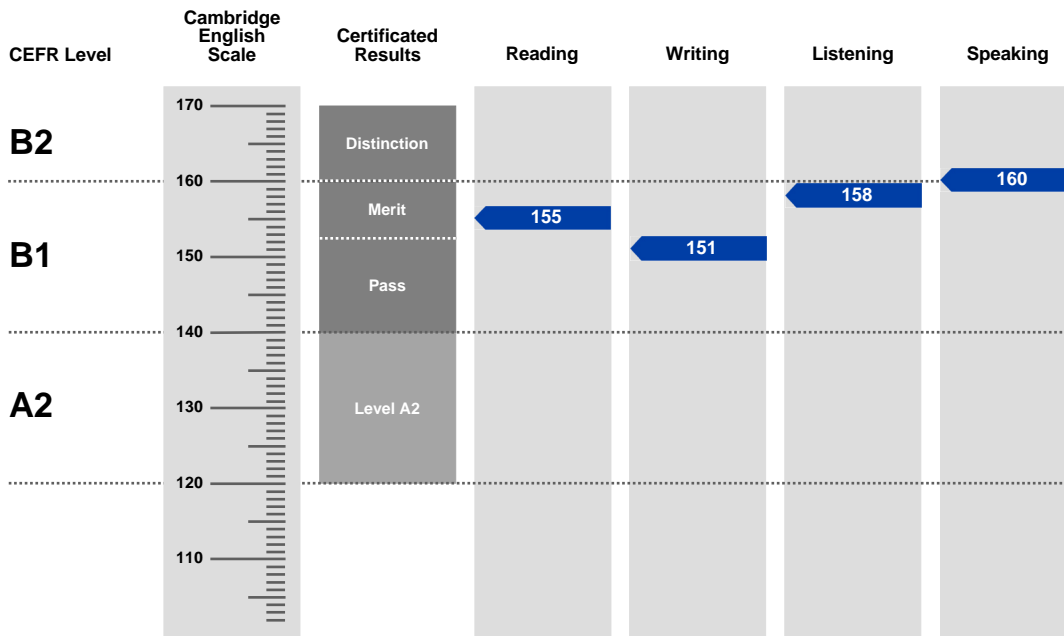 CEFR Level
Cambridge
English
Scale
Certificated
Results
Reading
Writing
Listening
Speaking
170
B2
Distinction
160
160
158
Merit
155
151
B1
150
Pass
140
A2
130
Level A2
120
110